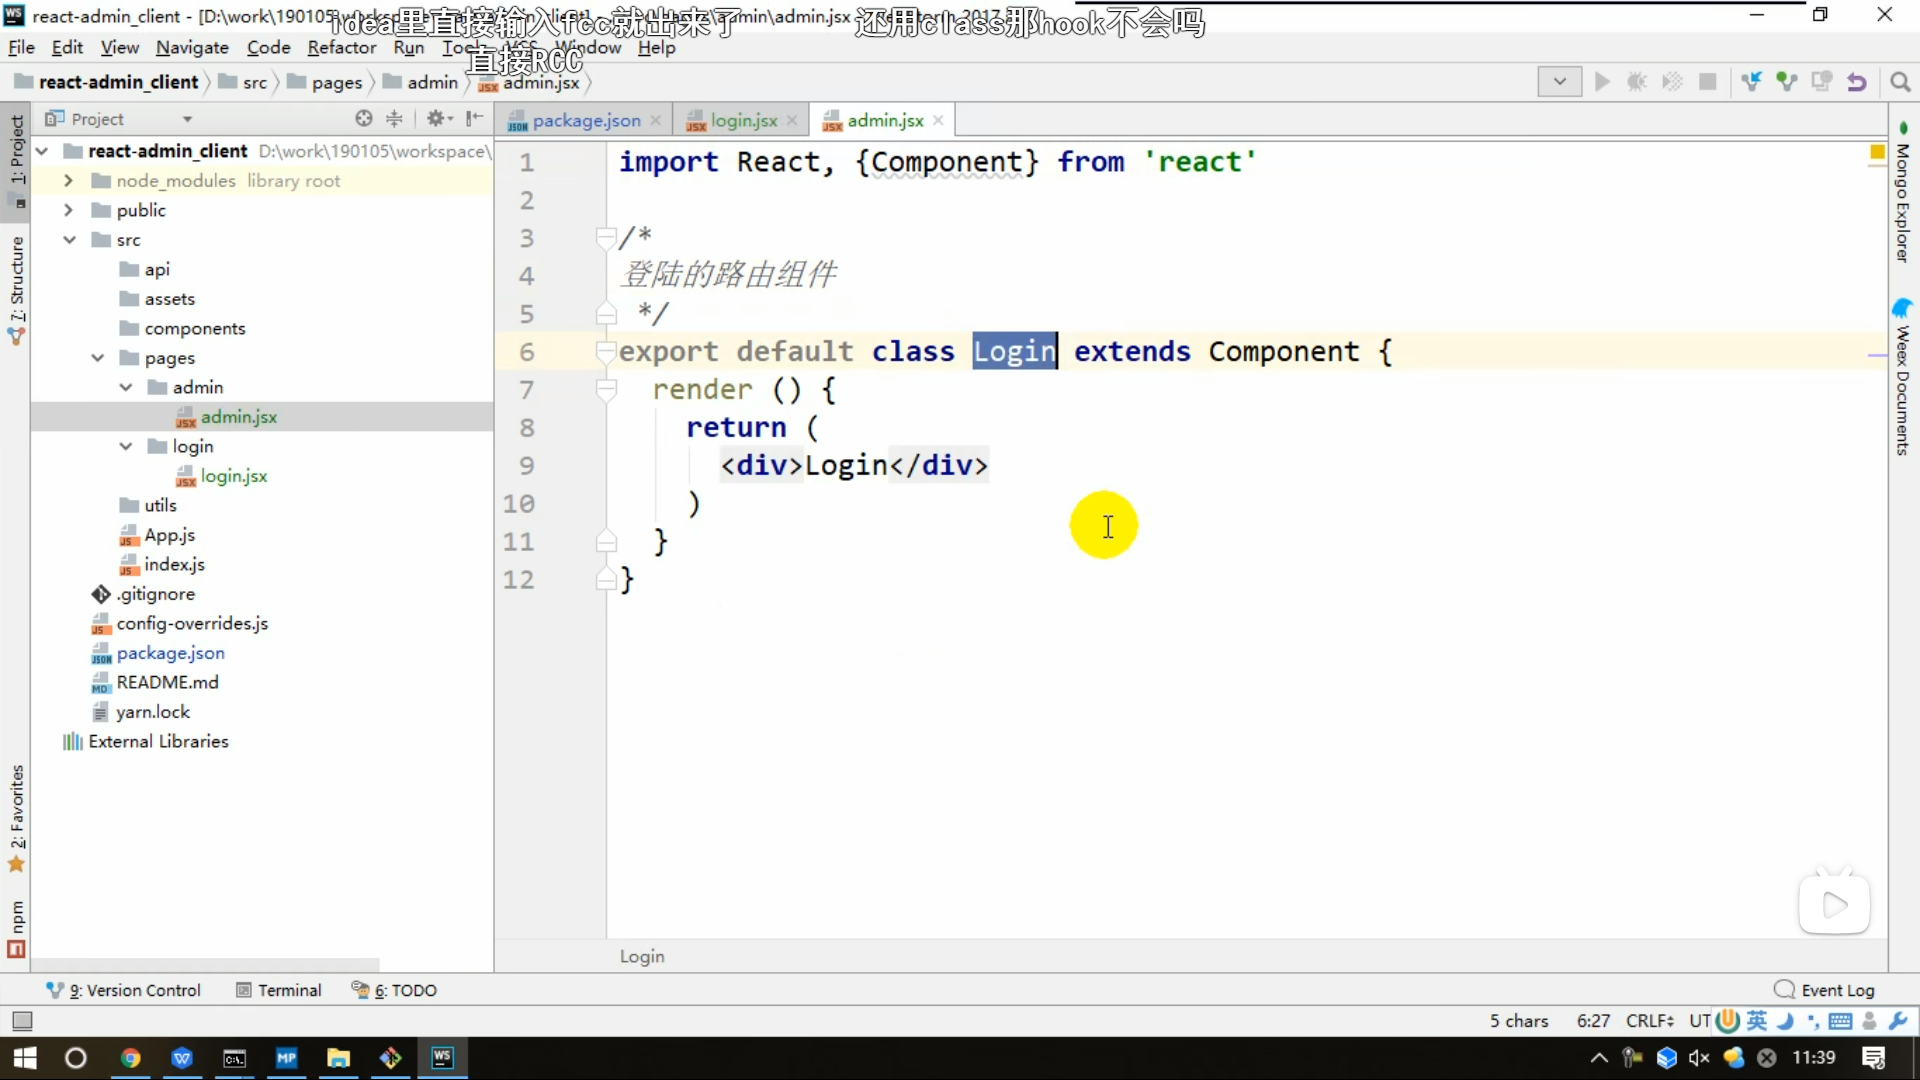 react-admin_client - [D:\work\190105\
idea里直接输入fcc就出来了
还用class那hook不会吗
直接RCC
File Edit View Navigate Code Refactor Run Window Help
react-admin_client src pages admin admin.jsx
Project
package.json login.jsx admin.jsx
react-admin_client D:\work\190105\workspace\
node_modules library root
public
src
api
assets
components
pages
admin
admin.jsx
login
login.jsx
utils
App.js
index.js
.gitignore
config-overrides.js
package.json
README.md
yarn.lock
External Libraries
1: Project
7: Structure
2: Favorites
npm
1 import React, {Component} from 'react'
2
3 /*
4 登陆的路由组件
5 */
6 export default class Login extends Component {
7 render () {
8 return (
9 <div>Login</div>
10 )
11 }
12 }
Login
Mongo Explorer
Weex Documents
9: Version Control Terminal 6: TODO Event Log
5 chars 6:27 CRLF UT 英
11:39